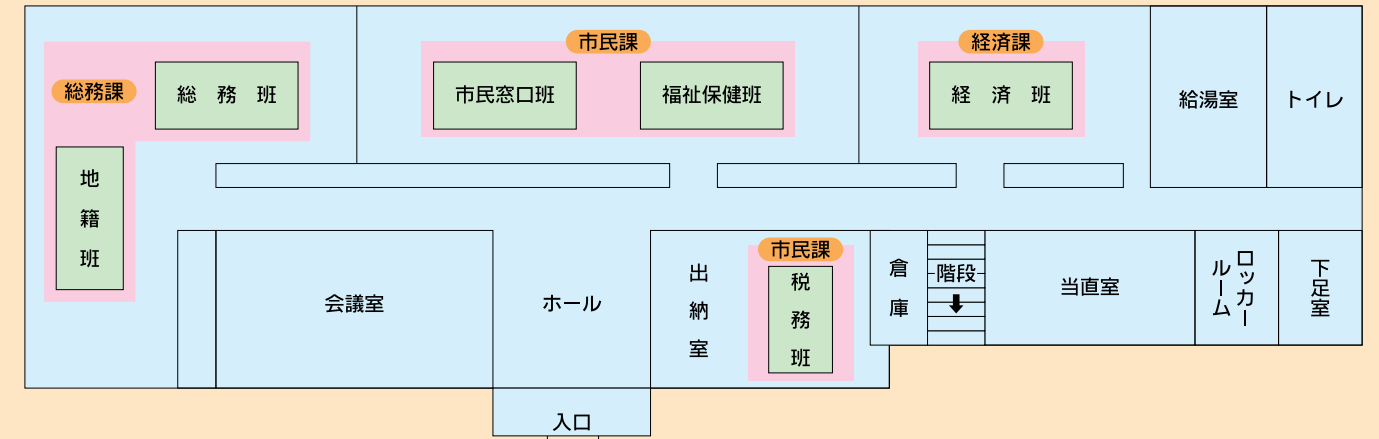 総務課
総務班
地籍班
市民課
市民窓口班
福祉保健班
経済課
経済班
給湯室
トイレ
会議室
ホール
出納室
市民課
税務班
倉庫
階段
当直室
ロッカー
ルーム
下足室
入口